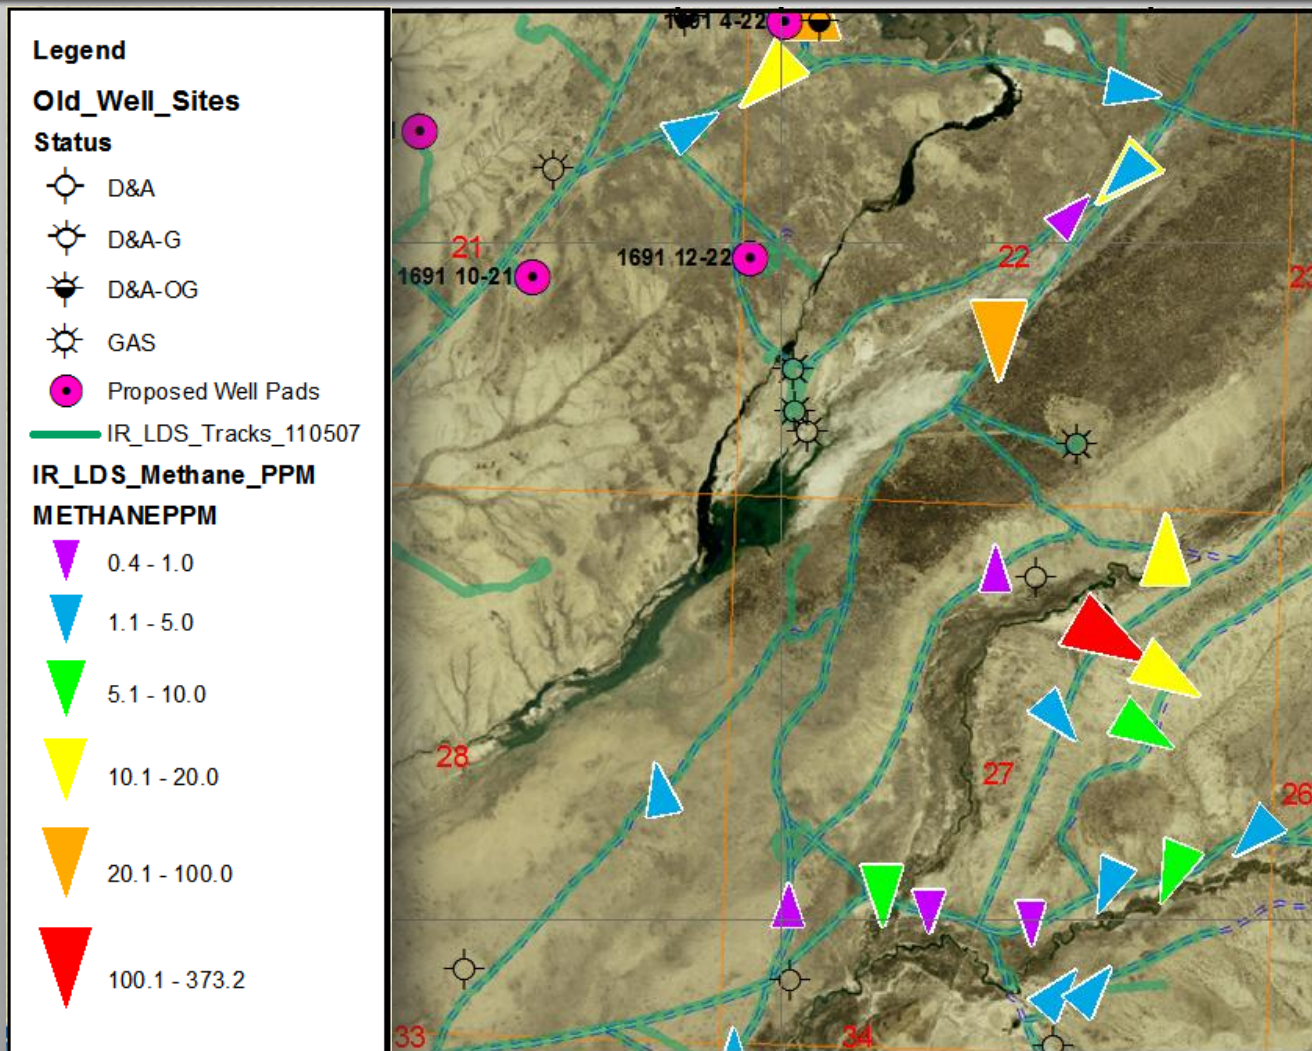 Legend
Old_Well_Sites
Status
D&A
D&A-G
D&A-OG
GAS
Proposed Well Pads
IR_LDS_Tracks_110507
IR_LDS_Methane_PPM
METHANEPPM
0.4 - 1.0
1.1 - 5.0
5.1 - 10.0
10.1 - 20.0
20.1 - 100.0
100.1 - 373.2
4-22
21
1691 12-22
22
23
1691 10-21
28
27
26
33
34